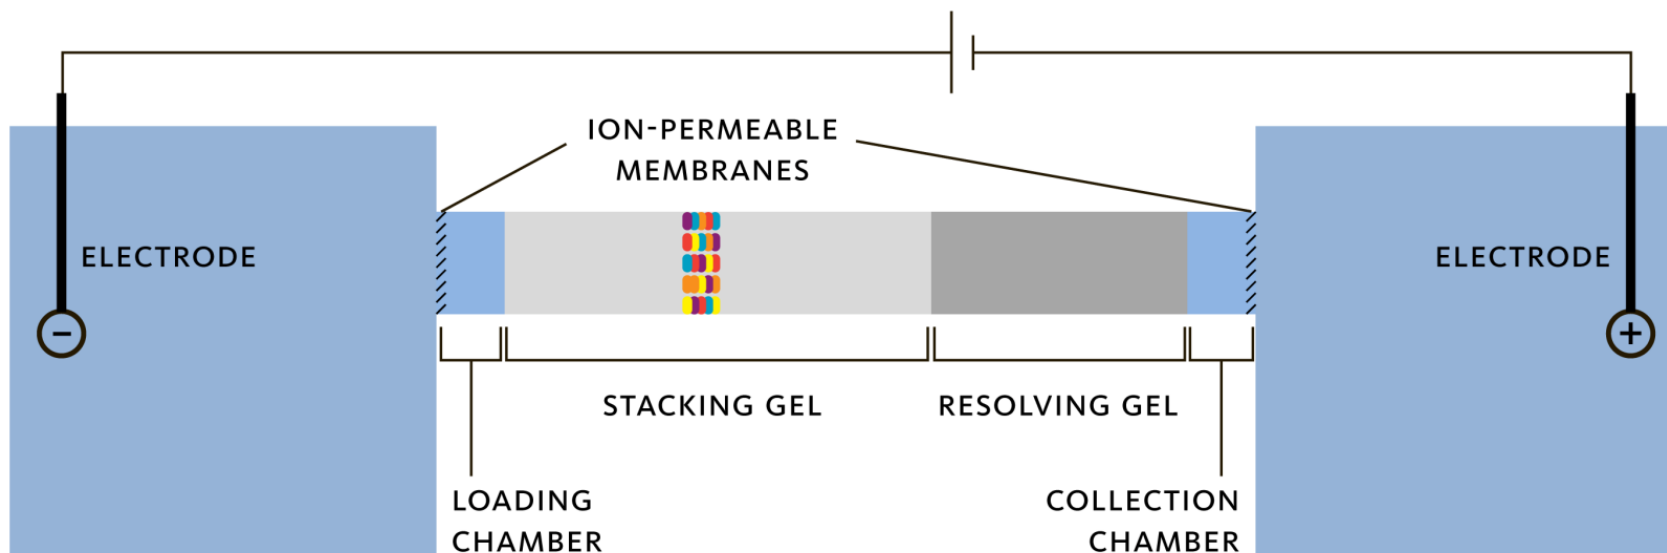 ION-PERMEABLE
MEMBRANES
ELECTRODE
ELECTRODE
−
+
STACKING GEL
RESOLVING GEL
LOADING
CHAMBER
COLLECTION
CHAMBER